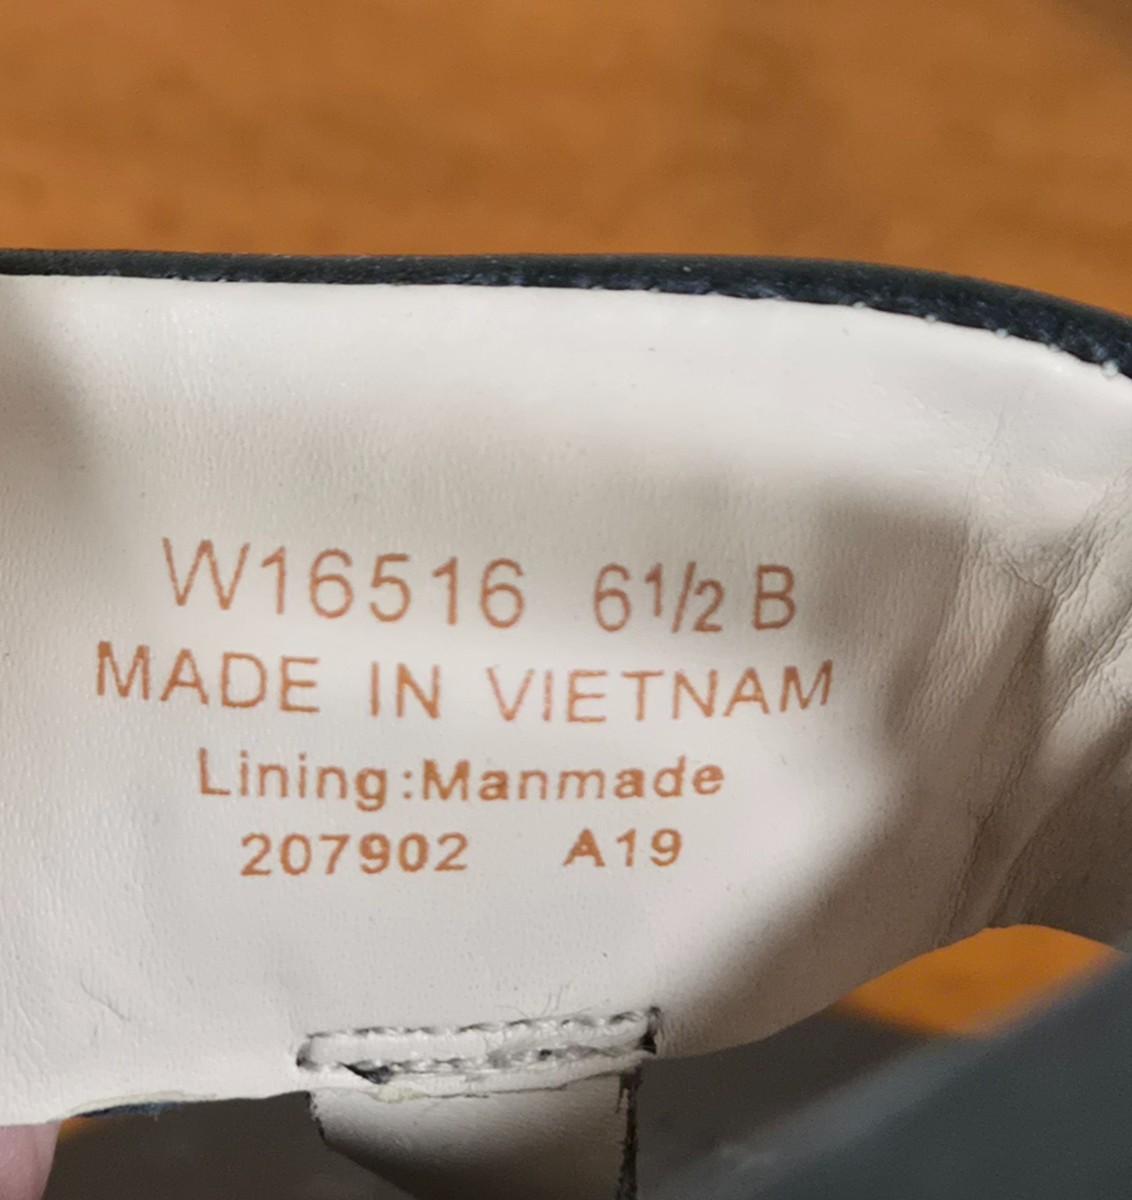 W16516 6½ B
MADE IN VIETNAM
Lining:Manmade
207902 A19